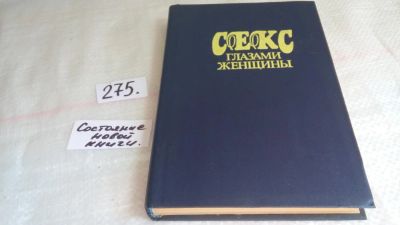 СЕКС
ГЛАЗАМИ
ЖЕНЩИНЫ
275.
Состояние
новой
книги.